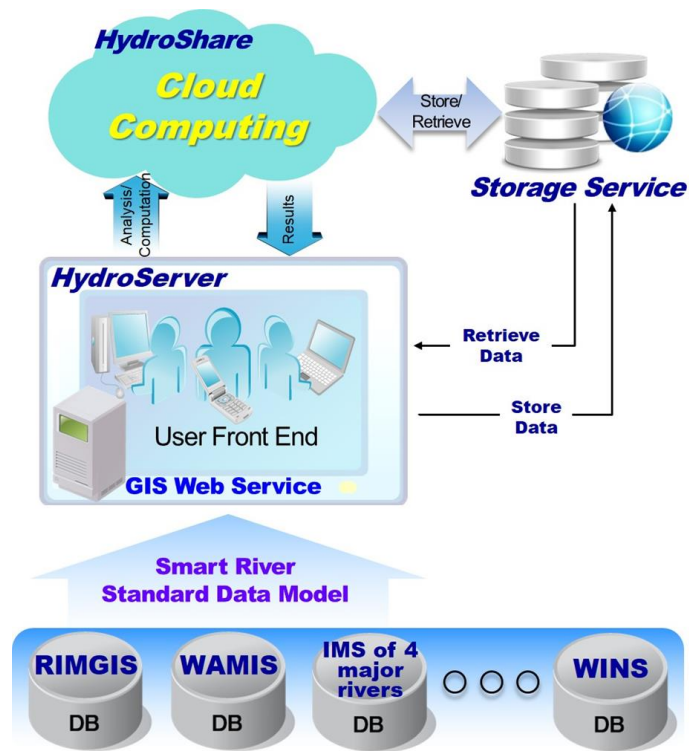 HydroShare
Cloud
Computing
Store/
Retrieve
Storage Service
Analysis/
Computation
Results
HydroServer
Retrieve
Data
Store
Data
User Front End
GIS Web Service
Smart River
Standard Data Model
RIMGIS
DB
WAMIS
DB
IMS of 4
major
rivers
DB
WINS
DB